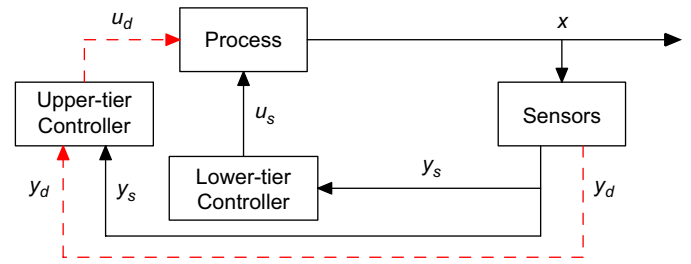 u_d
Process
x
Upper-tier
Controller
Sensors
u_s
Lower-tier
Controller
y_s
y_d
y_s
y_d